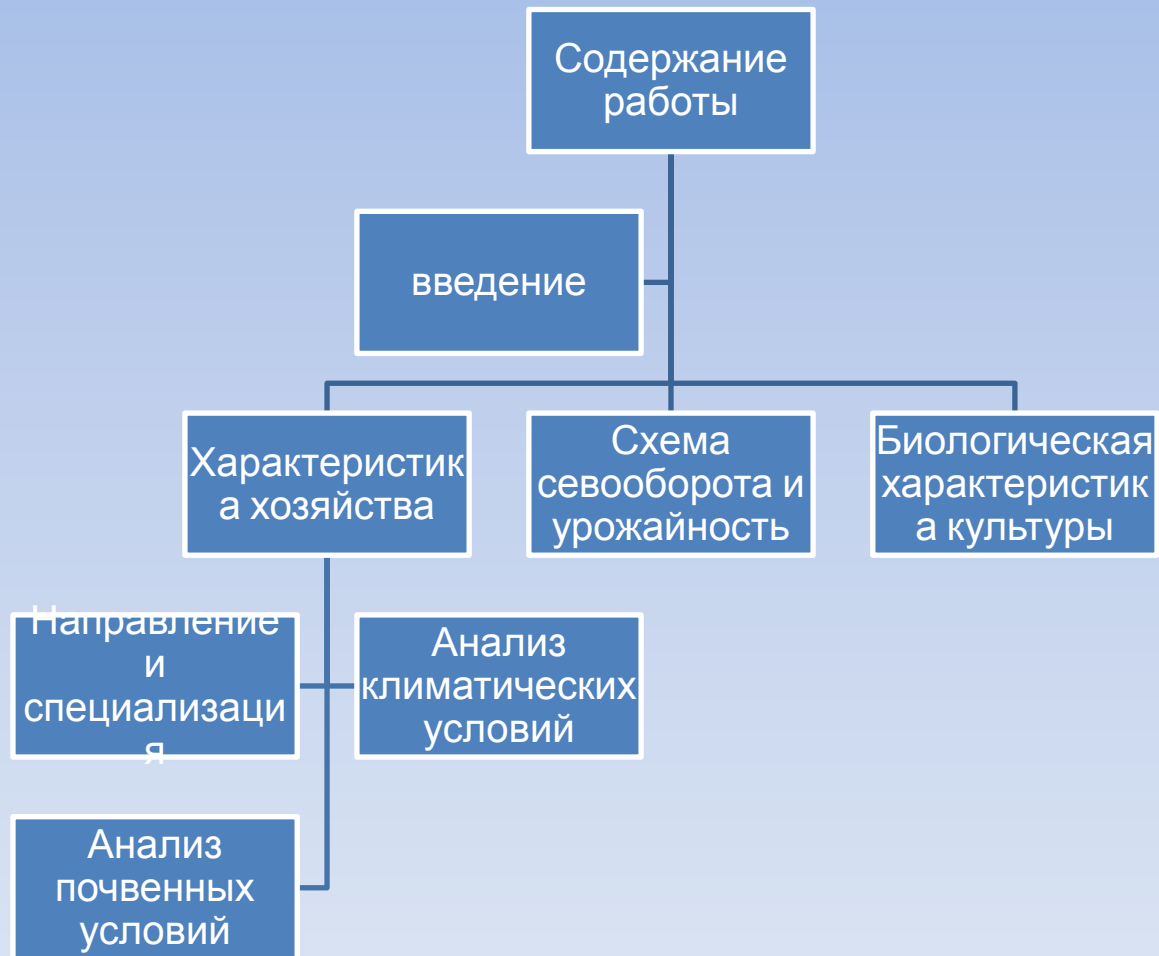 Содержание
работы
введение
Характеристик
а хозяйства
Схема
севооборота и
урожайность
Биологическая
характеристик
а культуры
Направление
и
специализаци
я
Анализ
климатических
условий
Анализ
почвенных
условий